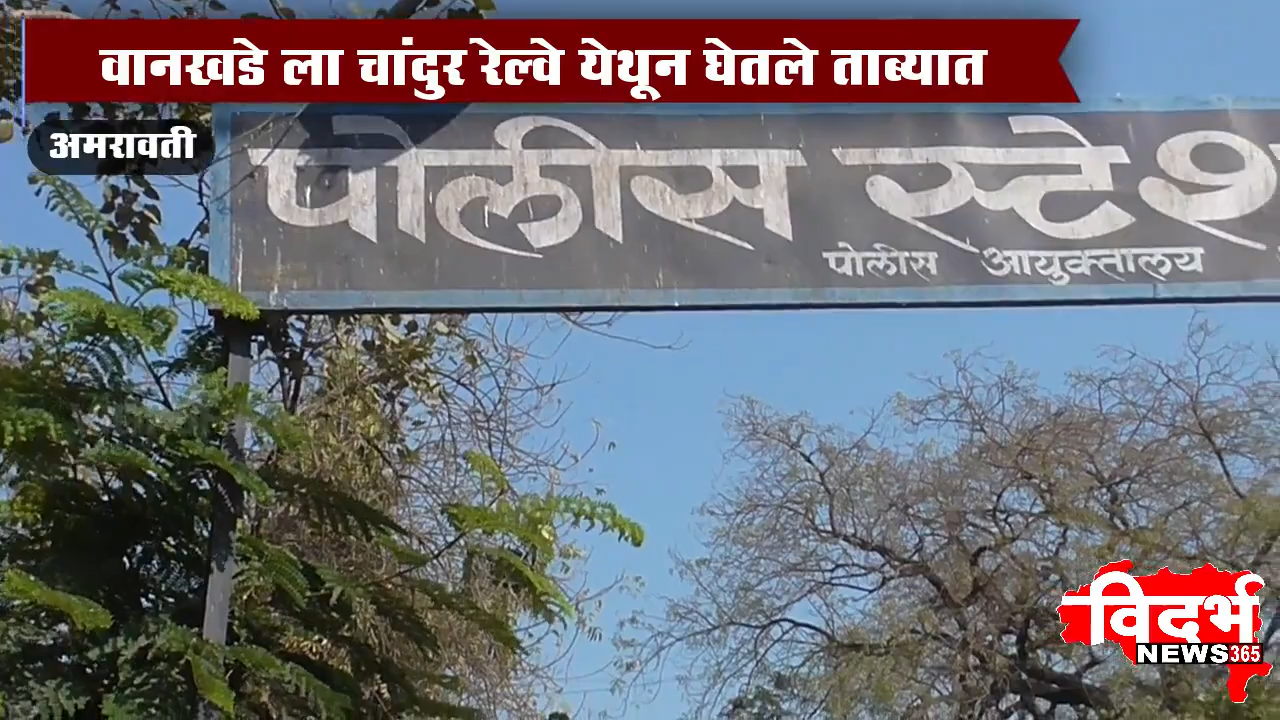 वानखडे ला चांदुर रेल्वे येथून घेतले ताब्यात
अमरावती
पोलीस
पोलीस आयुक्तालय
विदर्भ
NEWS365